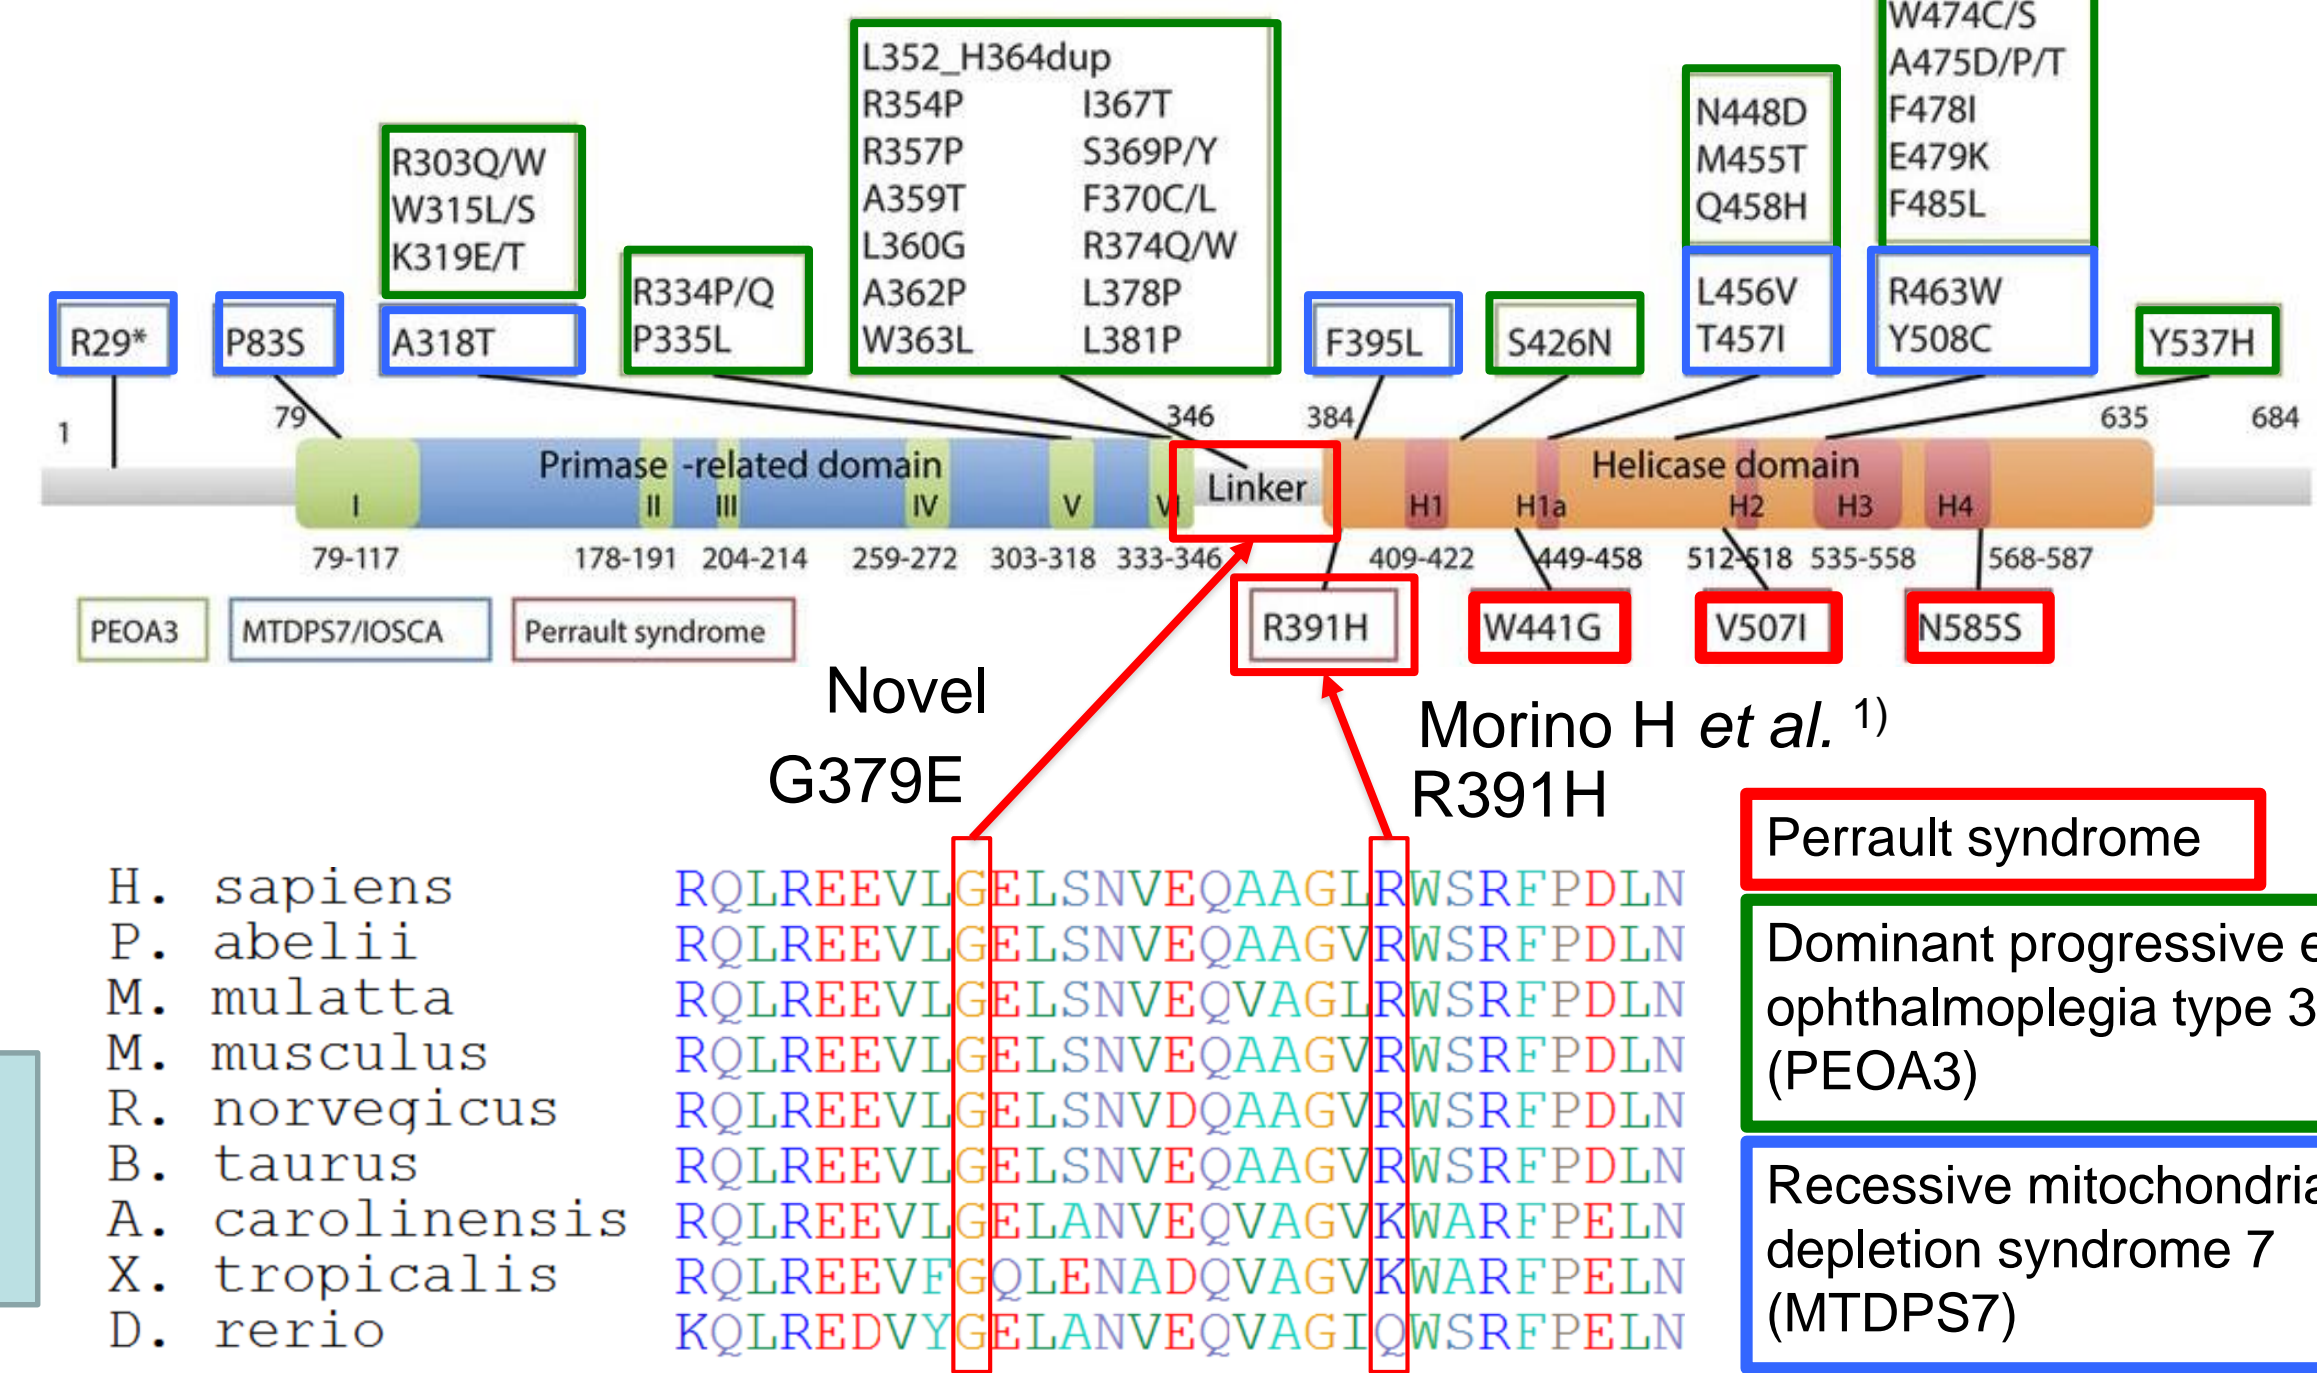 W474C/S
A475D/P/T
F478I
E479K
F485L
L352_H364dup
R354P I367T
R357P S369P/Y
A359T F370C/L
L360G R374Q/W
A362P L378P
W363L L381P
N448D
M455T
Q458H
R303Q/W
W315L/S
K319E/T
R334P/Q
P335L
R29*
P83S
A318T
F395L
S426N
L456V
T457I
R463W
Y508C
Y537H
1 79 346 384 635 684
Primase -related domain
Linker
Helicase domain
I II III IV V VI H1 H1a H2 H3 H4
79-117 178-191 204-214 259-272 303-318 333-346 409-422 449-458 512-518 535-558 568-587
PEOA3
MTDPS7/IOSCA
Perrault syndrome
R391H
W441G
V507I
N585S
Novel
G379E
Morino H et al. 1)
R391H
H. sapiens RQLREEVLGELSNVEQAAGLRWSRFPDLN
P. abelii RQLREEVLGELSNVEQAAGVRWSRFPDLN
M. mulatta RQLREEVLGELSNVEQVAGLRWSRFPDLN
M. musculus RQLREEVLGELSNVEQAAGVRWSRFPDLN
R. norvegicus RQLREEVLGELSNVDQAAGVRWSRFPDLN
B. taurus RQLREEVLGELSNVEQAAGVRWSRFPDLN
A. carolinensis RQLREEVLGELANVEQVAGVKWARFPELN
X. tropicalis RQLREEVFGQLENADQVAGVKWARFPELN
D. rerio KQLREDVYGELANVEQVAGIQWSRFPELN
Perrault syndrome
Dominant progressive e
ophthalmoplegia type 3
(PEOA3)
Recessive mitochondria
depletion syndrome 7
(MTDPS7)